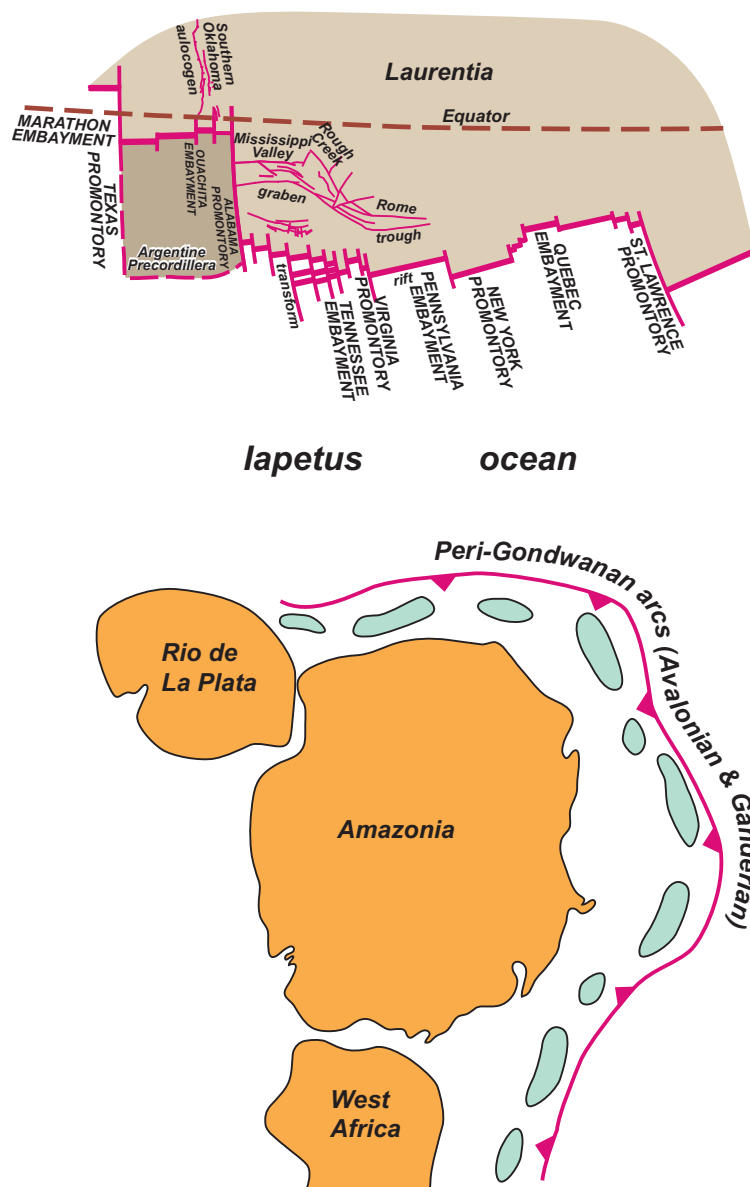 Southern
Oklahoma
aulocogen
Laurentia
Equator
MARATHON
EMBAYMENT
TEXAS
PROMONTORY
OUACHITA
EMBAYMENT
ALABAMA
PROMONTORY
Mississippi
Valley
graben
Rough
Creek
Rome
trough
Argentine
Precordillera
transform
TENNESSEE
EMBAYMENT
VIRGINIA
PROMONTORY
rift
PENNSYLVANIA
EMBAYMENT
NEW YORK
PROMONTORY
QUEBEC
EMBAYMENT
ST. LAWRENCE
PROMONTORY
Iapetus ocean
Peri-Gondwanan arcs (Avalonian & Ganderian)
Rio de
La Plata
Amazonia
West
Africa